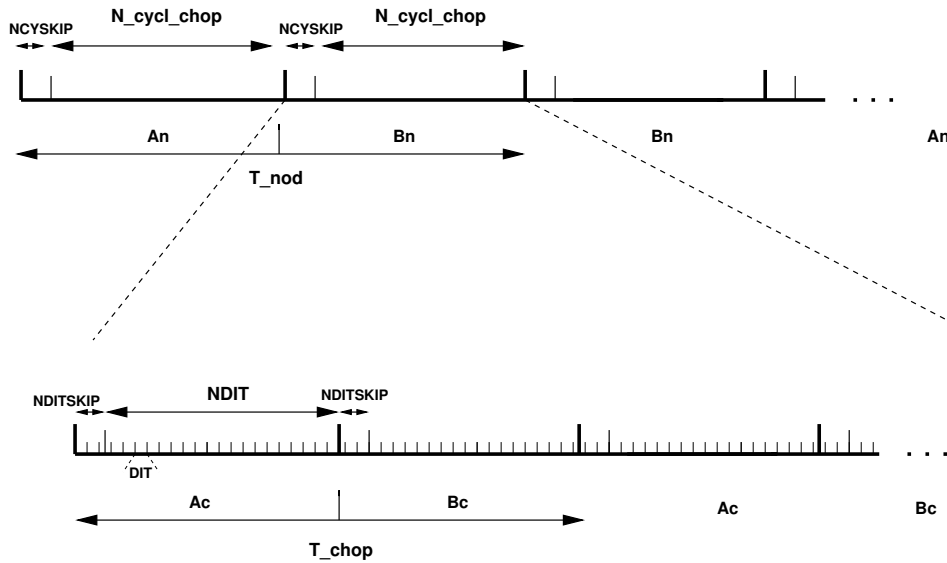 N_cycl_chop N_cycl_chop
NCYSKIP NCYSKIP
. . .
An Bn Bn An
T_nod
NDITSKIP NDIT NDITSKIP
. . .
DIT
Ac Bc Ac Bc
T_chop